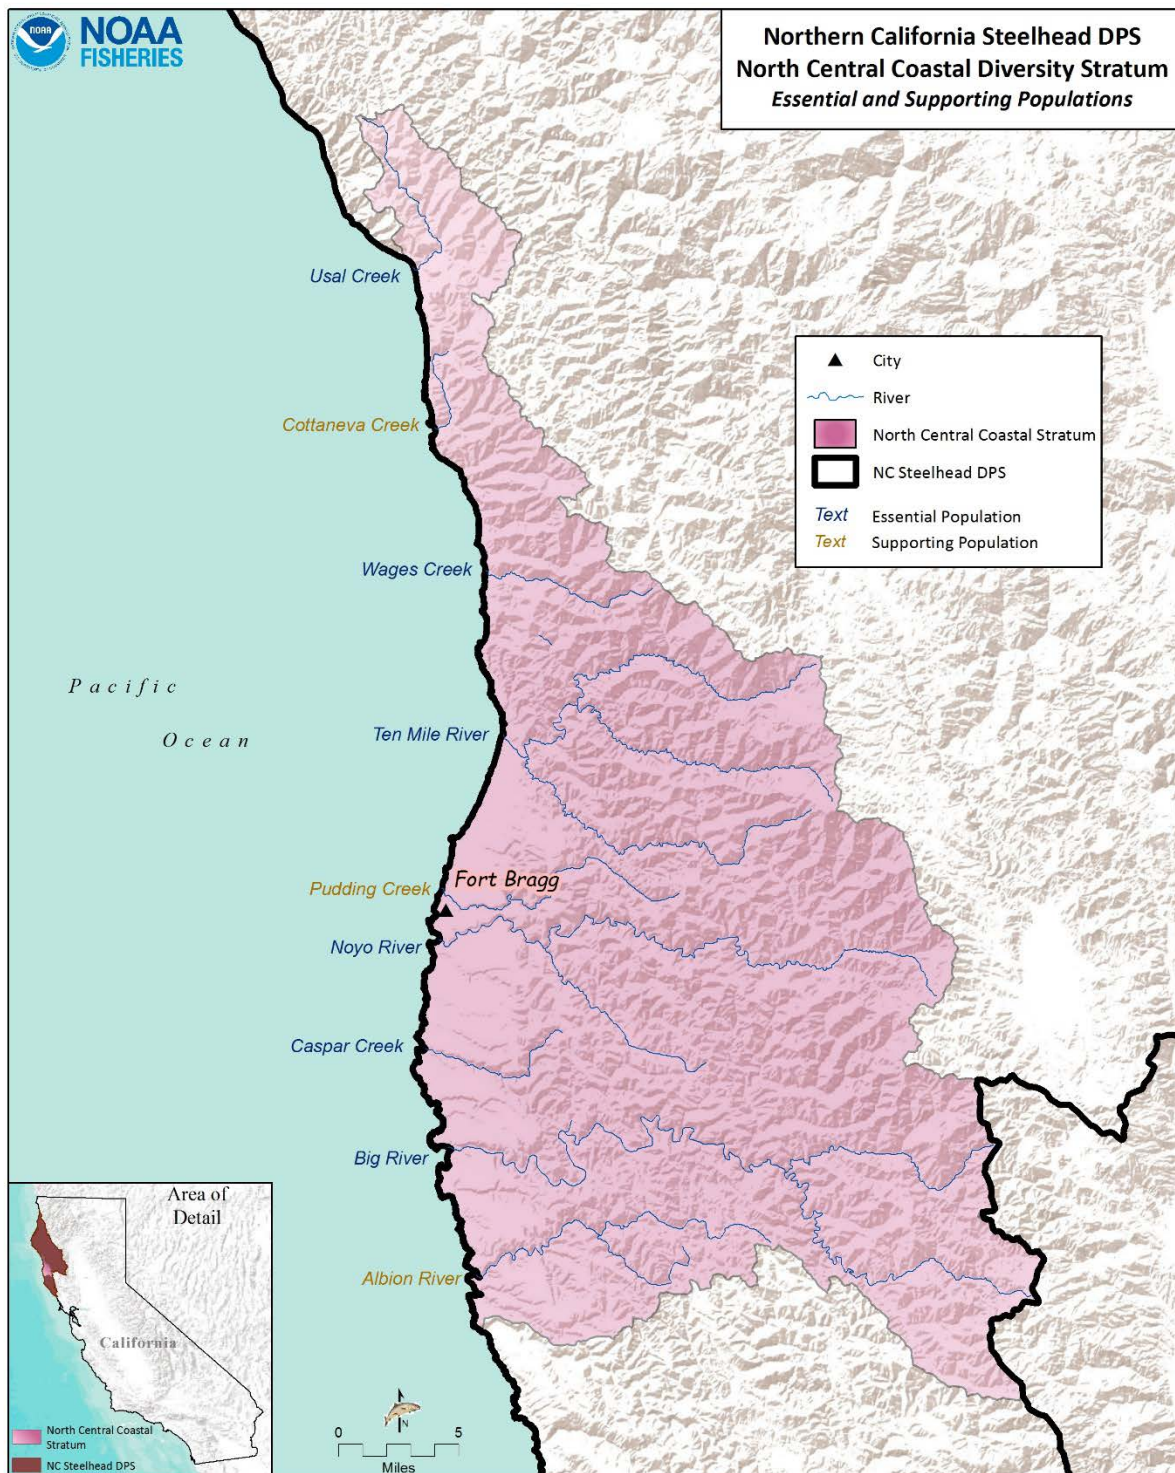 NOAA
NOAA
FISHERIES
Northern California Steelhead DPS
North Central Coastal Diversity Stratum
Essential and Supporting Populations
Usal Creek
City
River
Cottaneva Creek
North Central Coastal Stratum
NC Steelhead DPS
Text Essential Population
Text Supporting Population
Wages Creek
Pacific
Ocean
Ten Mile River
Fort Bragg
Pudding Creek
Noyo River
Caspar Creek
Big River
Albion River
Area of
Detail
California
North Central Coastal
Stratum
NC Steelhead DPS
N
0 5
Miles